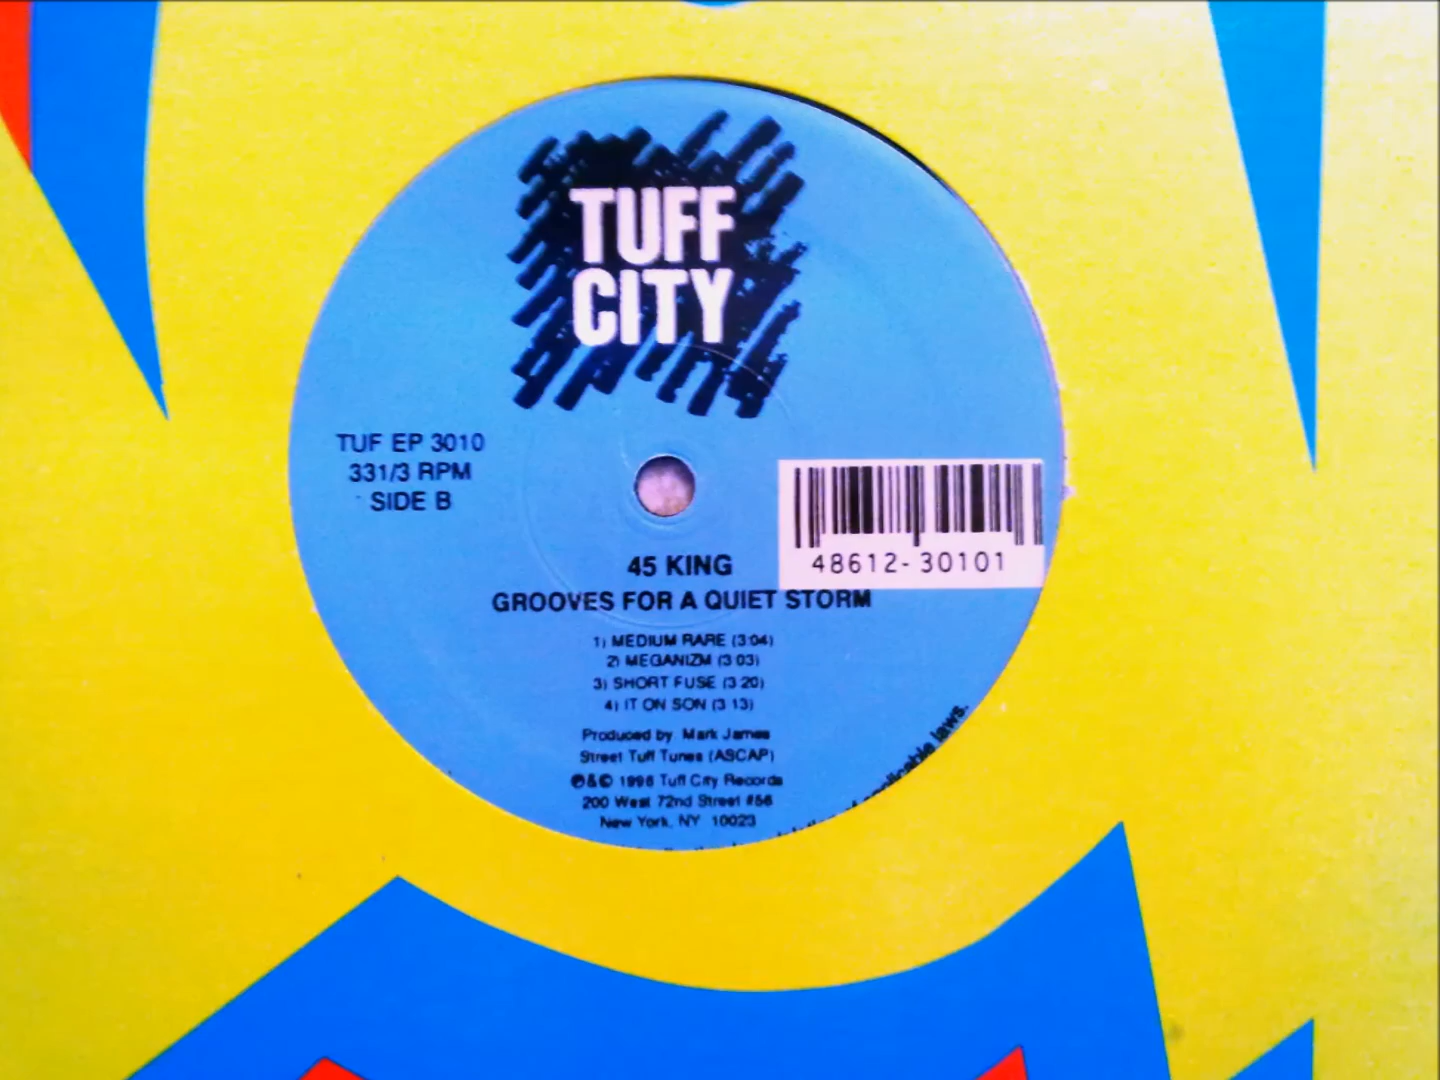 TUFF
CITY
TUF EP 3010
331/3 RPM
SIDE B
48612-30101
45 KING
GROOVES FOR A QUIET STORM
1) MEDIUM RARE (3:04)
2) MEGANIZM (3:03)
3) SHORT FUSE (3:20)
4) IT ON SON (3:13)
Produced by: Mark James
Street Tuff Tunes (ASCAP)
℗&© 1996 Tuff City Records
200 West 72nd Street #56
New York, NY 10023
applicable laws.